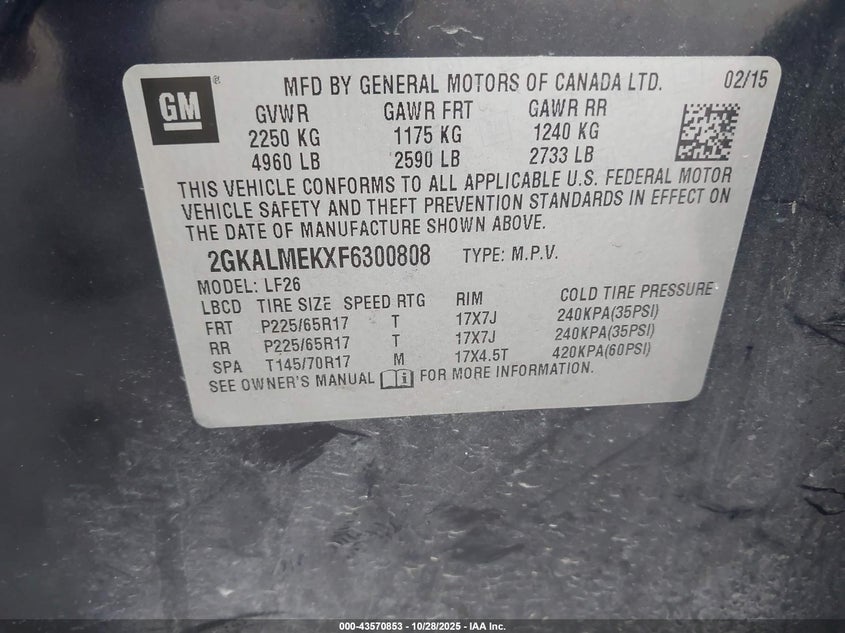 GM ®
MFD BY GENERAL MOTORS OF CANADA LTD. 02/15
GVWR GAWR FRT GAWR RR
2250 KG 1175 KG 1240 KG
4960 LB 2590 LB 2733 LB
THIS VEHICLE CONFORMS TO ALL APPLICABLE U.S. FEDERAL MOTOR
VEHICLE SAFETY AND THEFT PREVENTION STANDARDS IN EFFECT ON
THE DATE OF MANUFACTURE SHOWN ABOVE.
2GKALMEKXF6300808 TYPE: M.P.V.
MODEL: LF26
LBCD TIRE SIZE SPEED RTG RIM COLD TIRE PRESSURE
FRT P225/65R17 T 17X7J 240KPA(35PSI)
RR P225/65R17 T 17X7J 240KPA(35PSI)
SPA T145/70R17 M 17X4.5T 420KPA(60PSI)
SEE OWNER'S MANUAL FOR MORE INFORMATION.
000-43570853 | 10/28/2025 | IAA Inc.